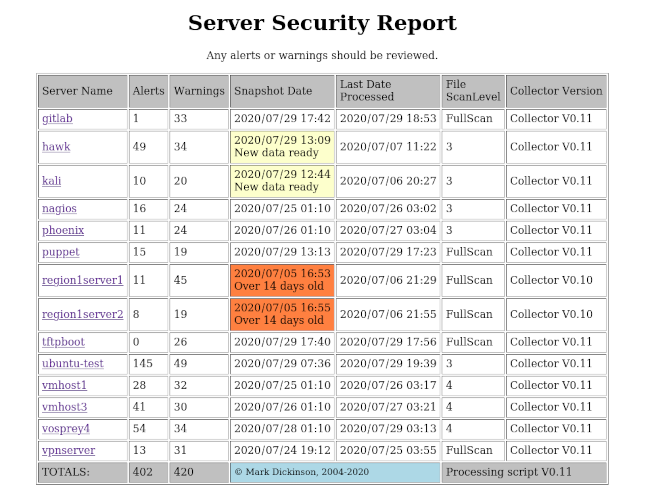 Server Security Report
Any alerts or warnings should be reviewed.
Server Name Alerts Warnings Snapshot Date Last Date Processed File ScanLevel Collector Version
gitlab 1 33 2020/07/29 17:42 2020/07/29 18:53 FullScan Collector V0.11
hawk 49 34 2020/07/29 13:09 New data ready 2020/07/07 11:22 3 Collector V0.11
kali 10 20 2020/07/29 12:44 New data ready 2020/07/06 20:27 3 Collector V0.11
nagios 16 24 2020/07/25 01:10 2020/07/26 03:02 3 Collector V0.11
phoenix 11 24 2020/07/26 01:10 2020/07/27 03:04 3 Collector V0.11
puppet 15 19 2020/07/29 13:13 2020/07/29 17:23 FullScan Collector V0.11
region1server1 11 45 2020/07/05 16:53 Over 14 days old 2020/07/06 21:29 FullScan Collector V0.10
region1server2 8 19 2020/07/05 16:55 Over 14 days old 2020/07/06 21:55 FullScan Collector V0.10
tftpboot 0 26 2020/07/29 17:40 2020/07/29 17:56 FullScan Collector V0.11
ubuntu-test 145 49 2020/07/29 07:36 2020/07/29 19:39 3 Collector V0.11
vmhost1 28 32 2020/07/25 01:10 2020/07/26 03:17 4 Collector V0.11
vmhost3 41 30 2020/07/26 01:10 2020/07/27 03:21 4 Collector V0.11
vosprey4 54 34 2020/07/28 01:10 2020/07/29 03:13 4 Collector V0.11
vpnserver 13 31 2020/07/24 19:12 2020/07/25 03:55 FullScan Collector V0.11
TOTALS: 402 420 © Mark Dickinson, 2004-2020 Processing script V0.11